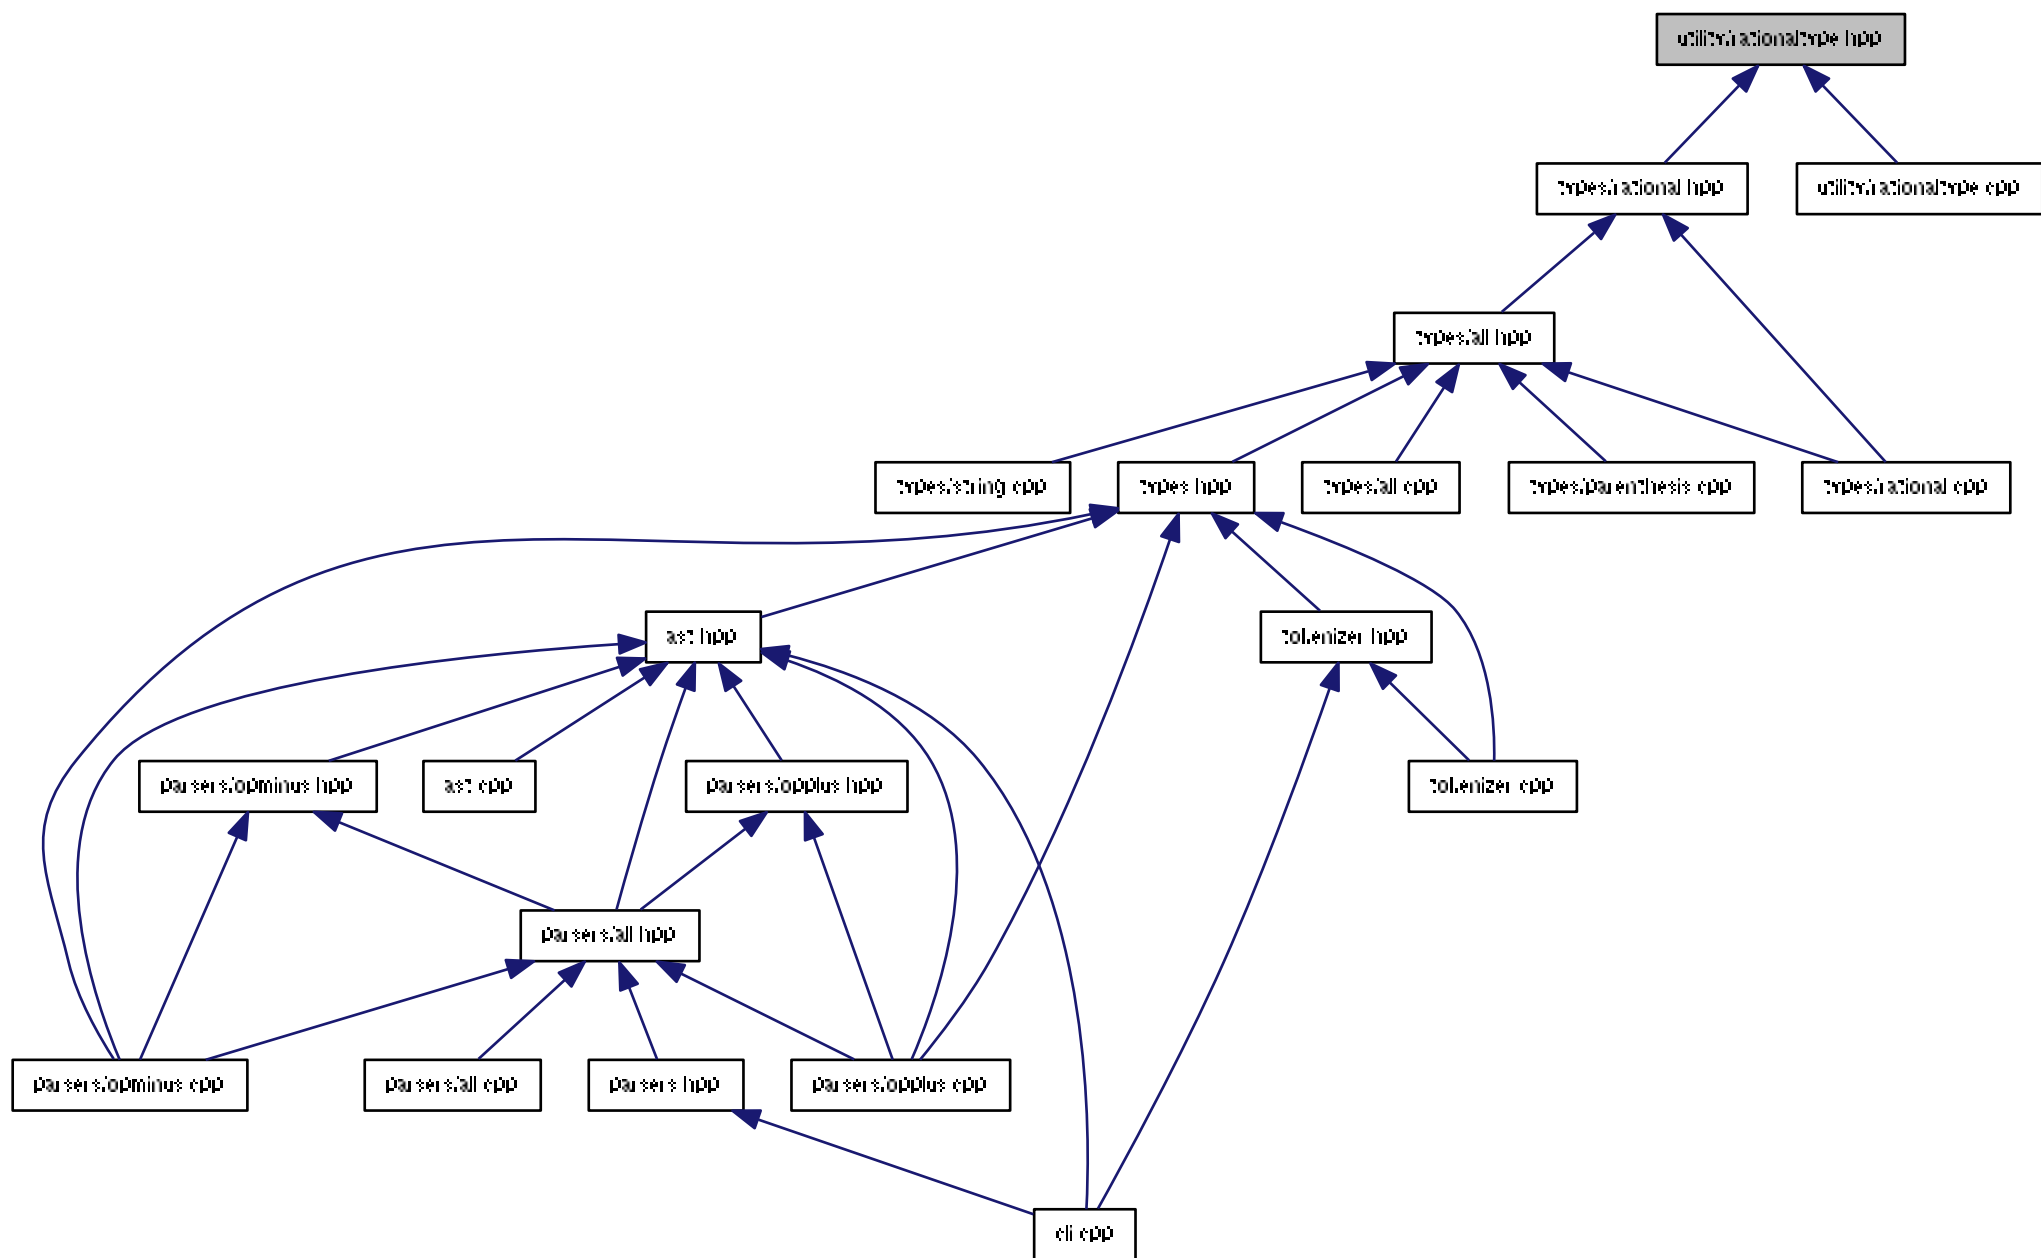 utility/rationaltype.hpp
types/rational.hpp
utility/rationaltype.cpp
types/all.hpp
types/string.cpp
types.hpp
types/all.cpp
types/parenthesis.cpp
types/rational.cpp
ast.hpp
tokenizer.hpp
parsers/opminus.hpp
ast.cpp
parsers/opplus.hpp
tokenizer.cpp
parsers/all.hpp
parsers/opminus.cpp
parsers/all.cpp
parsers.hpp
parsers/opplus.cpp
cli.cpp